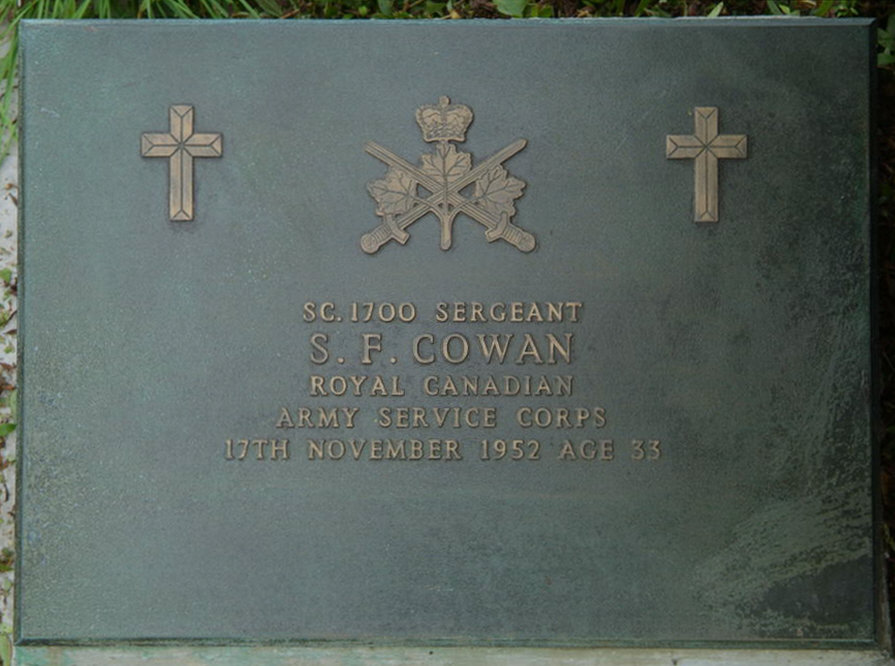 SC. 1700 SERGEANT
S. F. COWAN
ROYAL CANADIAN
ARMY SERVICE CORPS
17TH NOVEMBER 1952 AGE 33